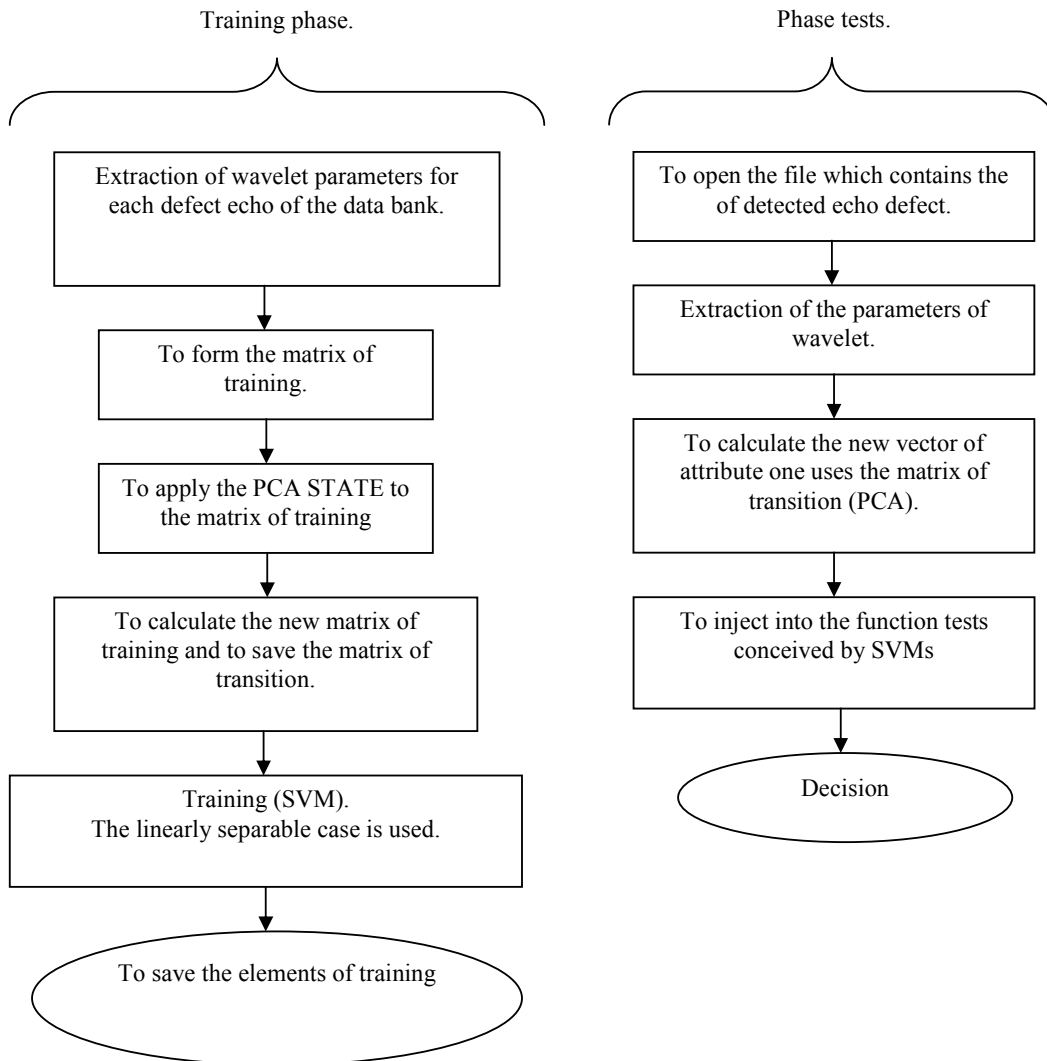 Training phase.
Extraction of wavelet parameters for
each defect echo of the data bank.
To form the matrix of
training.
To apply the PCA STATE to
the matrix of training
To calculate the new matrix of
training and to save the matrix of
transition.
Training (SVM).
The linearly separable case is used.
To save the elements of training
Phase tests.
To open the file which contains the
of detected echo defect.
Extraction of the parameters of
wavelet.
To calculate the new vector of
attribute one uses the matrix of
transition (PCA).
To inject into the function tests
conceived by SVMs
Decision